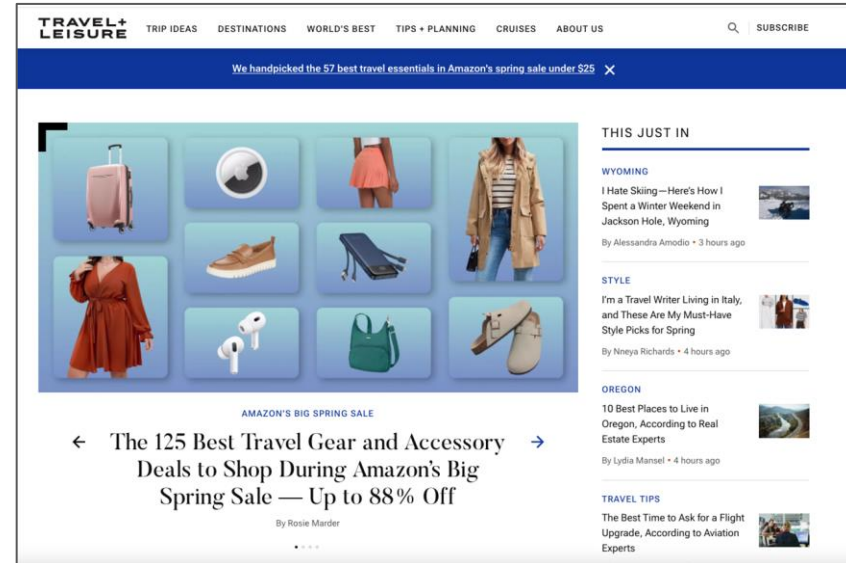 TRAVEL+
LEISURE
TRIP IDEAS
DESTINATIONS
WORLD'S BEST
TIPS + PLANNING
CRUISES
ABOUT US
SUBSCRIBE
We handpicked the 57 best travel essentials in Amazon's spring sale under $25
AMAZON'S BIG SPRING SALE
The 125 Best Travel Gear and Accessory
Deals to Shop During Amazon's Big
Spring Sale — Up to 88% Off
By Rosie Marder
THIS JUST IN
WYOMING
I Hate Skiing—Here's How I
Spent a Winter Weekend in
Jackson Hole, Wyoming
By Alessandra Amodio • 3 hours ago
STYLE
I'm a Travel Writer Living in Italy,
and These Are My Must-Have
Style Picks for Spring
By Nneya Richards • 4 hours ago
OREGON
10 Best Places to Live in
Oregon, According to Real
Estate Experts
By Lydia Mansel • 4 hours ago
TRAVEL TIPS
The Best Time to Ask for a Flight
Upgrade, According to Aviation
Experts